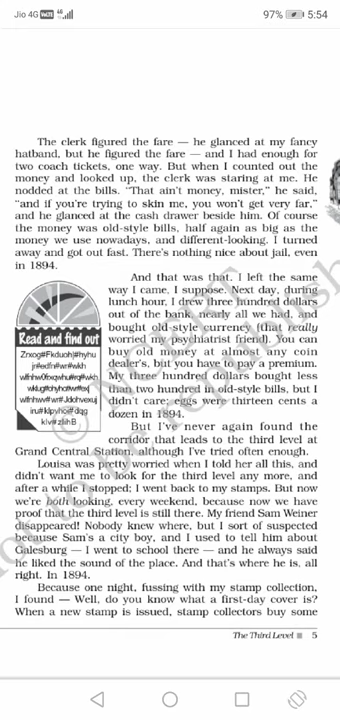 Jio 4G VoLTE 4G 97% 5:54
The clerk figured the fare — he glanced at my fancy
hatband, but he figured the fare — and I had enough for
two coach tickets, one way. But when I counted out the
money and looked up, the clerk was staring at me. He
nodded at the bills. “That ain't money, mister,” he said,
“and if you're trying to skin me, you won't get very far,”
and he glanced at the cash drawer beside him. Of course
the money was old-style bills, half again as big as the
money we use nowadays, and different-looking. I turned
away and got out fast. There's nothing nice about jail, even
in 1894.
And that was that. I left the same
way I came, I suppose. Next day, during
lunch hour, I drew three hundred dollars
out of the bank, nearly all we had, and
bought old-style currency (that really
worried my psychiatrist friend). You can
buy old money at almost any coin
dealer's, but you have to pay a premium.
My three hundred dollars bought less
than two hundred in old-style bills, but I
didn't care; eggs were thirteen cents a
dozen in 1894.
Read and find out
jr#edfn#wr#wkh
iru#klpvhoi#dqg
klv#zlihB
But I've never again found the
corridor that leads to the third level at
Grand Central Station, although I've tried often enough.
Louisa was pretty worried when I told her all this, and
didn't want me to look for the third level any more, and
after a while I stopped; I went back to my stamps. But now
we're both looking, every weekend, because now we have
proof that the third level is still there. My friend Sam Weiner
disappeared! Nobody knew where, but I sort of suspected
because Sam's a city boy, and I used to tell him about
Galesburg — I went to school there — and he always said
he liked the sound of the place. And that's where he is, all
right. In 1894.
Because one night, fussing with my stamp collection,
I found — Well, do you know what a first-day cover is?
When a new stamp is issued, stamp collectors buy some
The Third Level 5